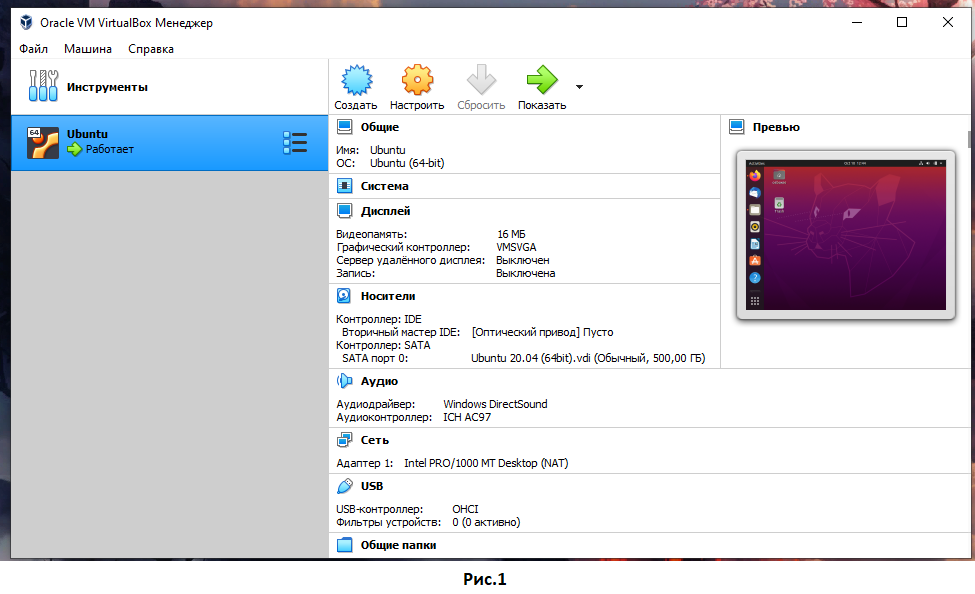 Oracle VM VirtualBox Менеджер
Файл Машина Справка
Инструменты
Создать Настроить Сбросить Показать
64
Ubuntu
Работает
Общие
Имя: Ubuntu
ОС: Ubuntu (64-bit)
Система
Дисплей
Видеопамять: 16 МБ
Графический контроллер: VMSVGA
Сервер удалённого дисплея: Выключен
Запись: Выключена
Носители
Контроллер: IDE
Вторичный мастер IDE: [Оптический привод] Пусто
Контроллер: SATA
SATA порт 0: Ubuntu 20.04 (64bit).vdi (Обычный, 500,00 ГБ)
Превью
Аудио
Аудиодрайвер: Windows DirectSound
Аудиоконтроллер: ICH AC97
Сеть
Адаптер 1: Intel PRO/1000 MT Desktop (NAT)
USB
USB-контроллер: OHCI
Фильтры устройств: 0 (0 активно)
Общие папки
Рис.1